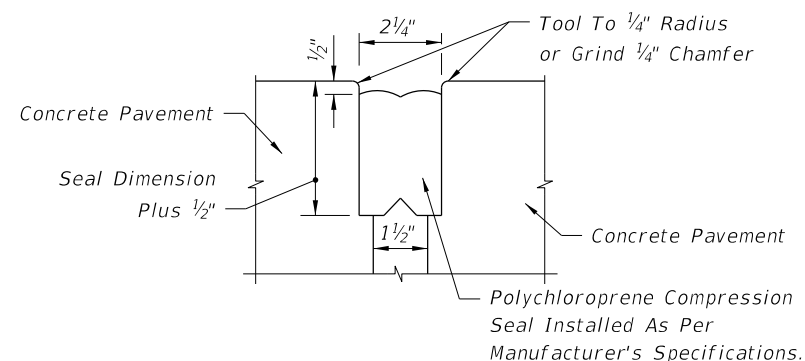 2¼"
½"
Tool To ¼" Radius
or Grind ¼" Chamfer
Concrete Pavement
Seal Dimension
Plus ½"
1½"
Concrete Pavement
Polychloroprene Compression
Seal Installed As Per
Manufacturer's Specifications.